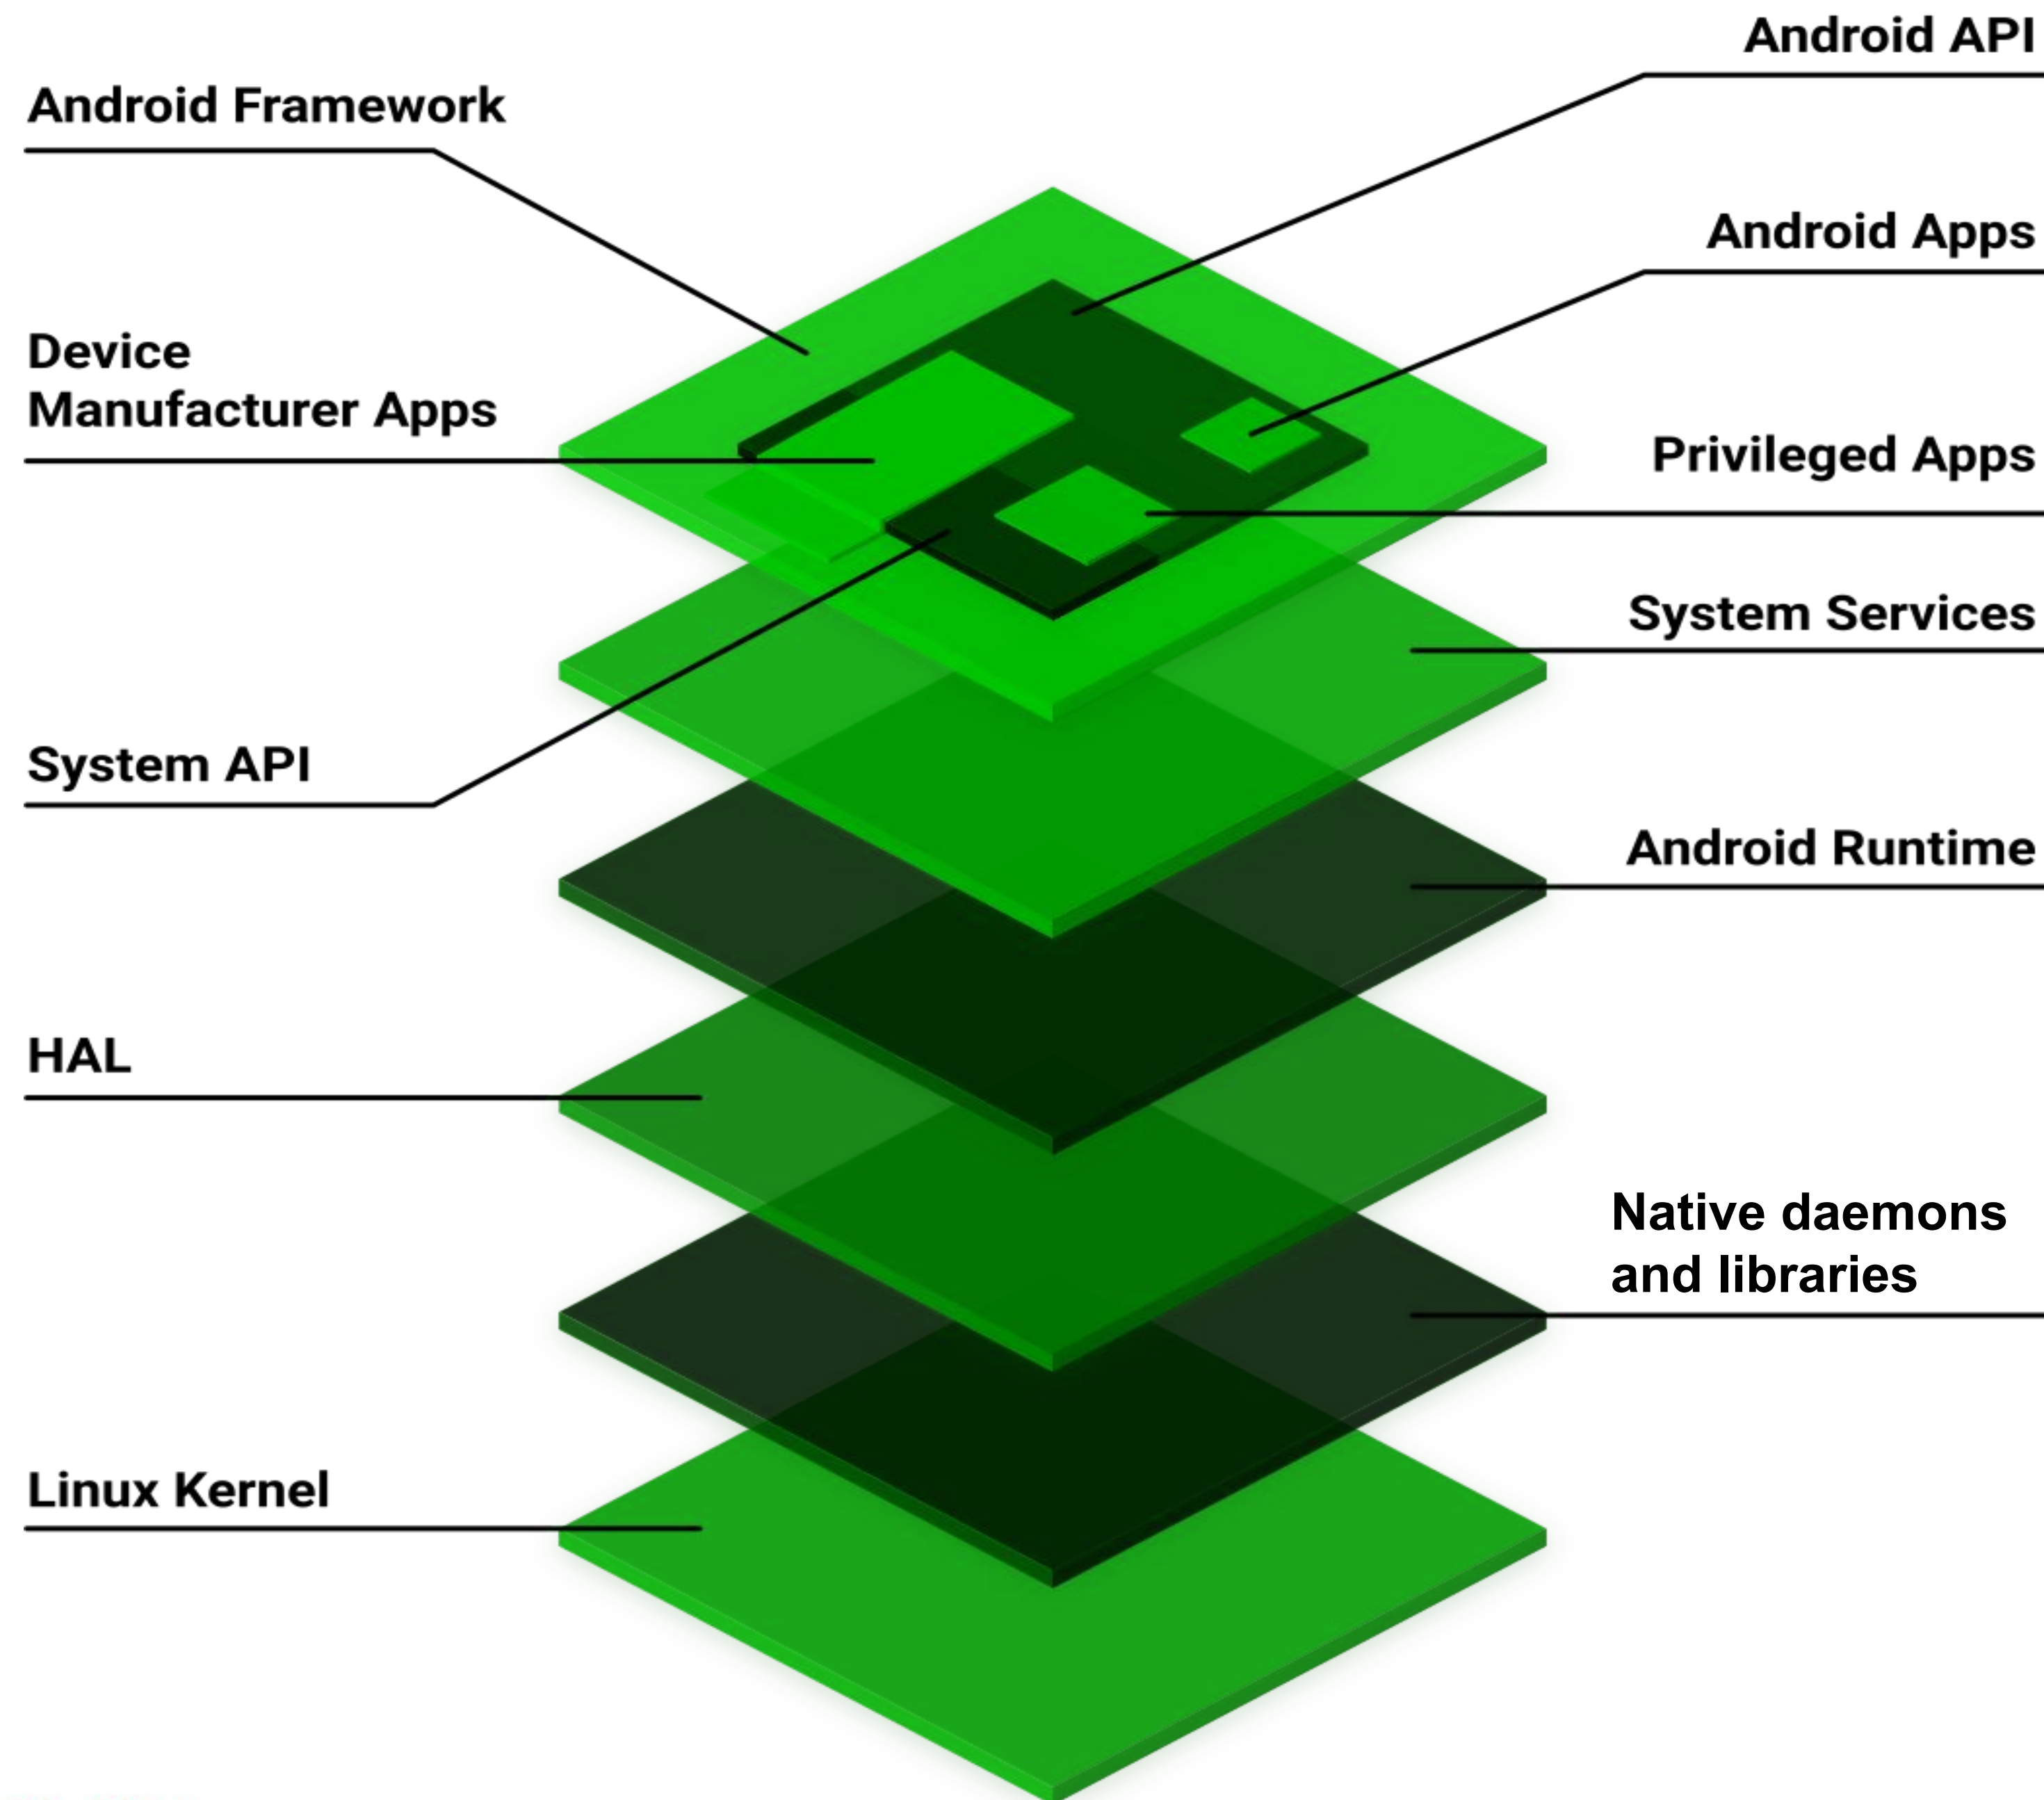 Android API
Android Framework
Android Apps
Device
Manufacturer Apps
Privileged Apps
System Services
System API
Android Runtime
HAL
Native daemons
and libraries
Linux Kernel